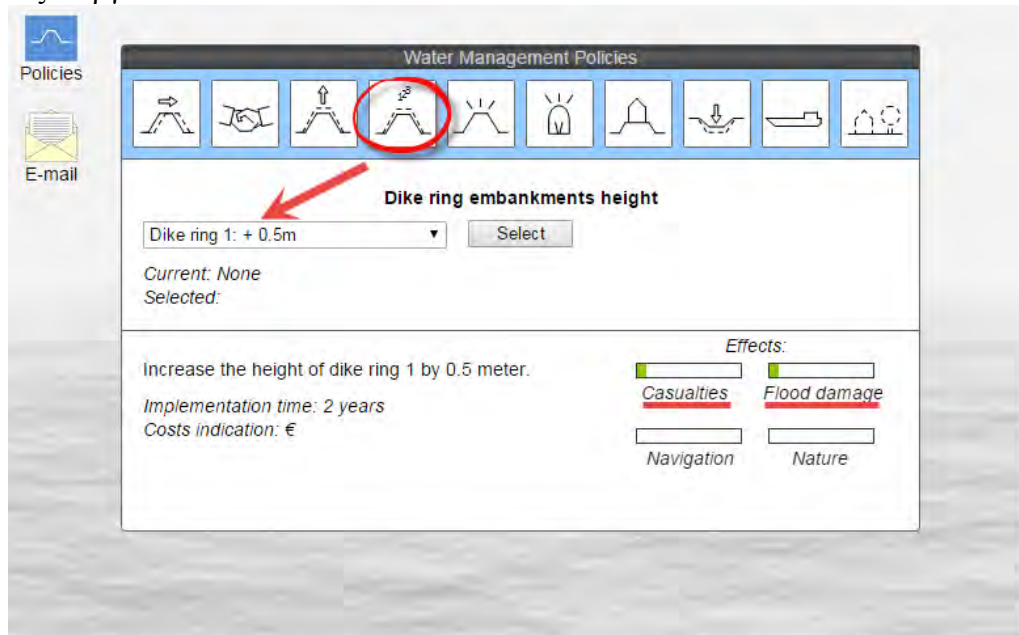 Policies
E-mail
Water Management Policies
123
Dike ring embankments height
Dike ring 1: + 0.5m
Select
Current: None
Selected:
Increase the height of dike ring 1 by 0.5 meter.
Implementation time: 2 years
Costs indication: €
Effects:
Casualties Flood damage
Navigation Nature